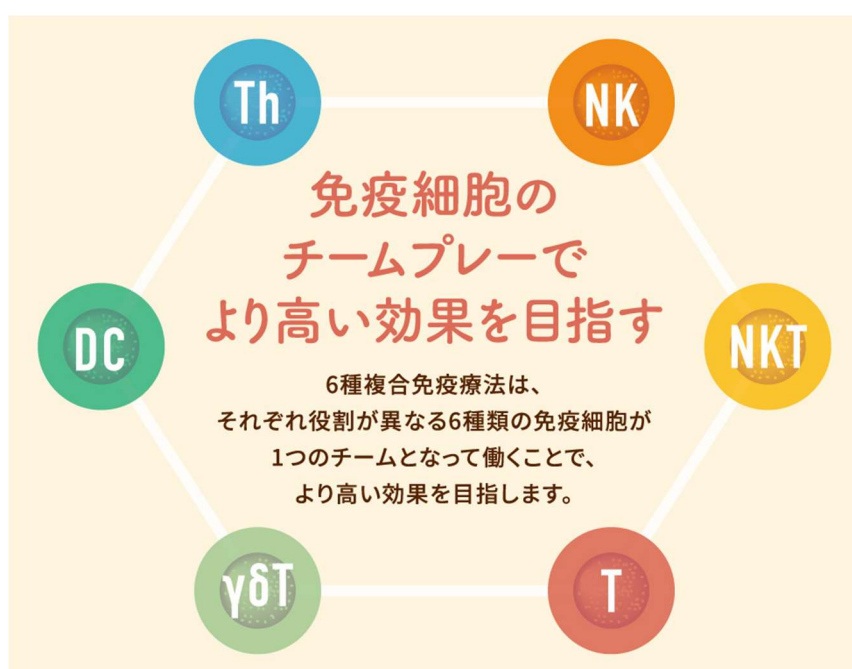 Th
NK
免疫細胞の
チームプレーで
より高い効果を目指す
DC
NKT
6種複合免疫療法は、
それぞれ役割が異なる6種類の免疫細胞が
1つのチームとなって働くことで、
より高い効果を目指します。
γδT
T